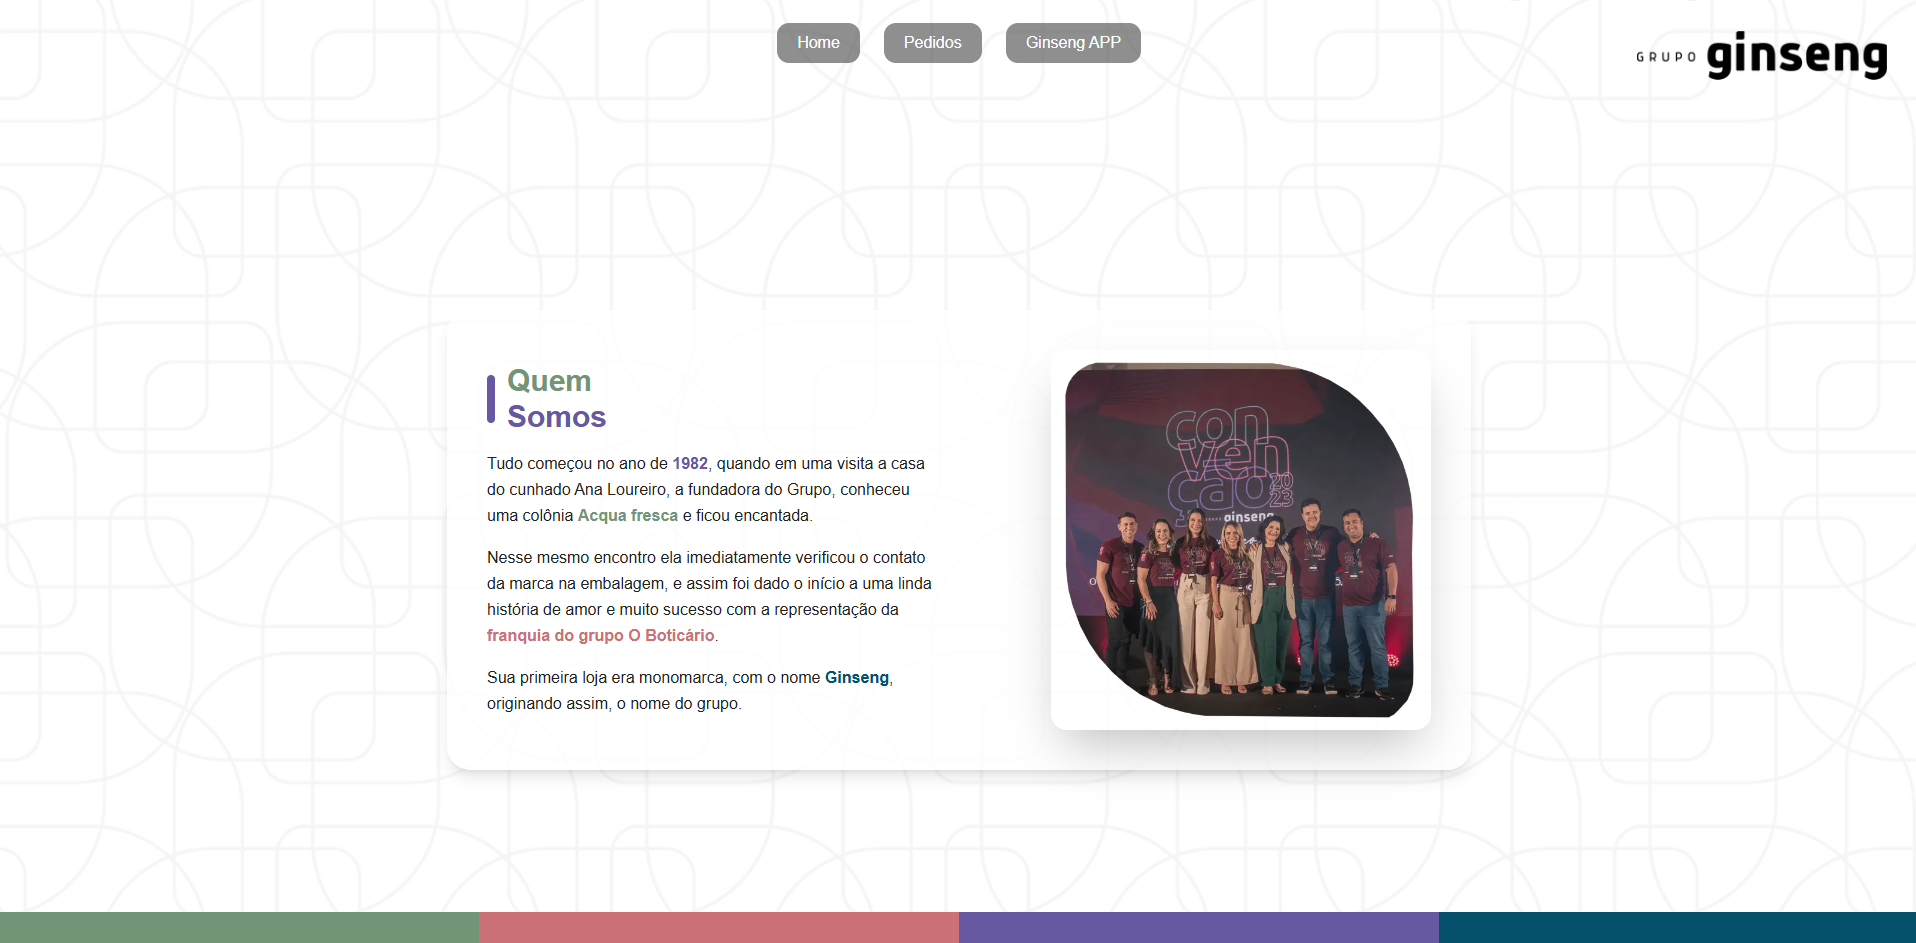 Home Pedidos Ginseng APP
GRUPO ginseng
Quem
Somos
Tudo começou no ano de 1982, quando em uma visita a casa
do cunhado Ana Loureiro, a fundadora do Grupo, conheceu
uma colônia Acqua fresca e ficou encantada.
Nesse mesmo encontro ela imediatamente verificou o contato
da marca na embalagem, e assim foi dado o início a uma linda
história de amor e muito sucesso com a representação da
franquia do grupo O Boticário.
Sua primeira loja era monomarca, com o nome Ginseng,
originando assim, o nome do grupo.
con
ven
ção 20
23
ginseng